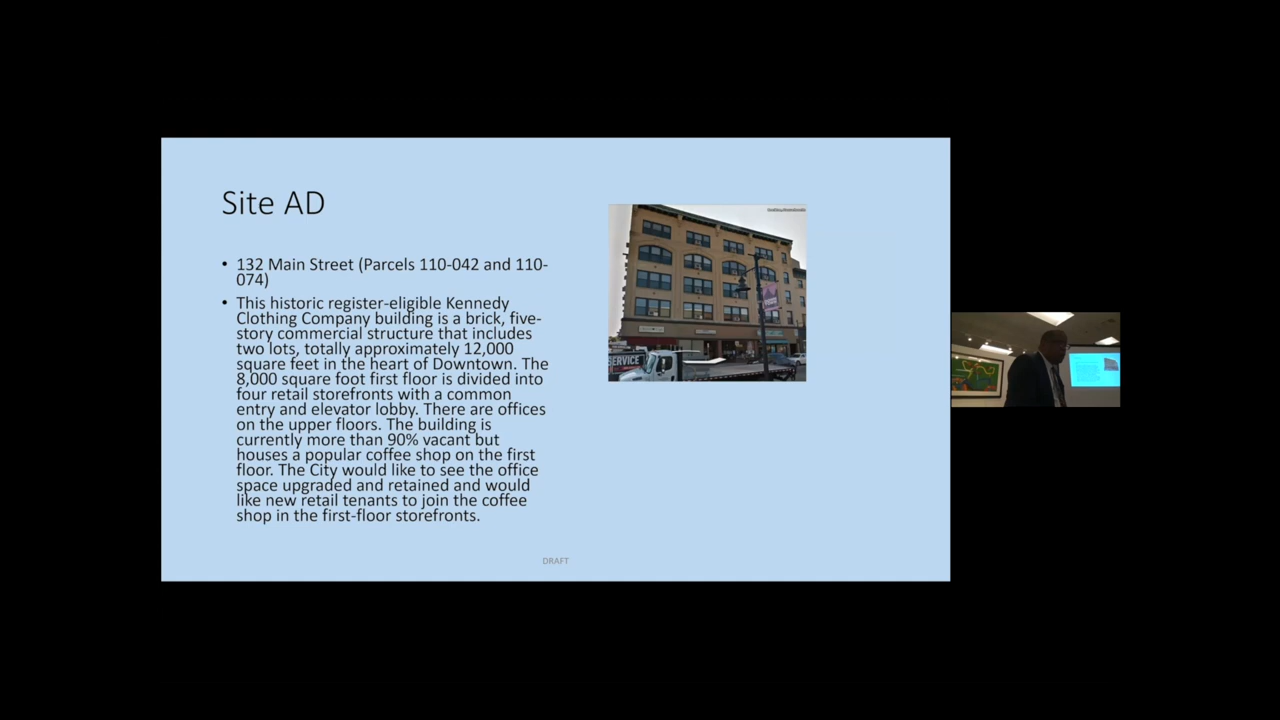 Site AD
• 132 Main Street (Parcels 110-042 and 110-
074)
• This historic register-eligible Kennedy
Clothing Company building is a brick, five-
story commercial structure that includes
two lots, totally approximately 12,000
square feet in the heart of Downtown. The
8,000 square foot first floor is divided into
four retail storefronts with a common
entry and elevator lobby. There are offices
on the upper floors. The building is
currently more than 90% vacant but
houses a popular coffee shop on the first
floor. The City would like to see the office
space upgraded and retained and would
like new retail tenants to join the coffee
shop in the first-floor storefronts.
SERVICE
DRAFT